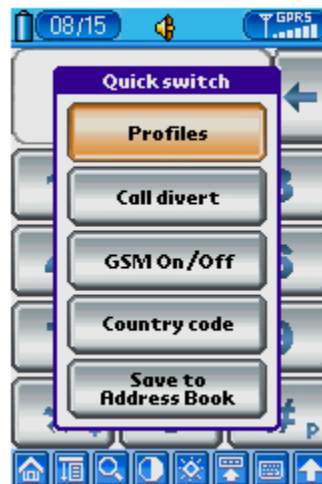 08/15
GPRS
Quick switch
Profiles
Call divert
GSM On/Off
Country code
Save to
Address Book
# P